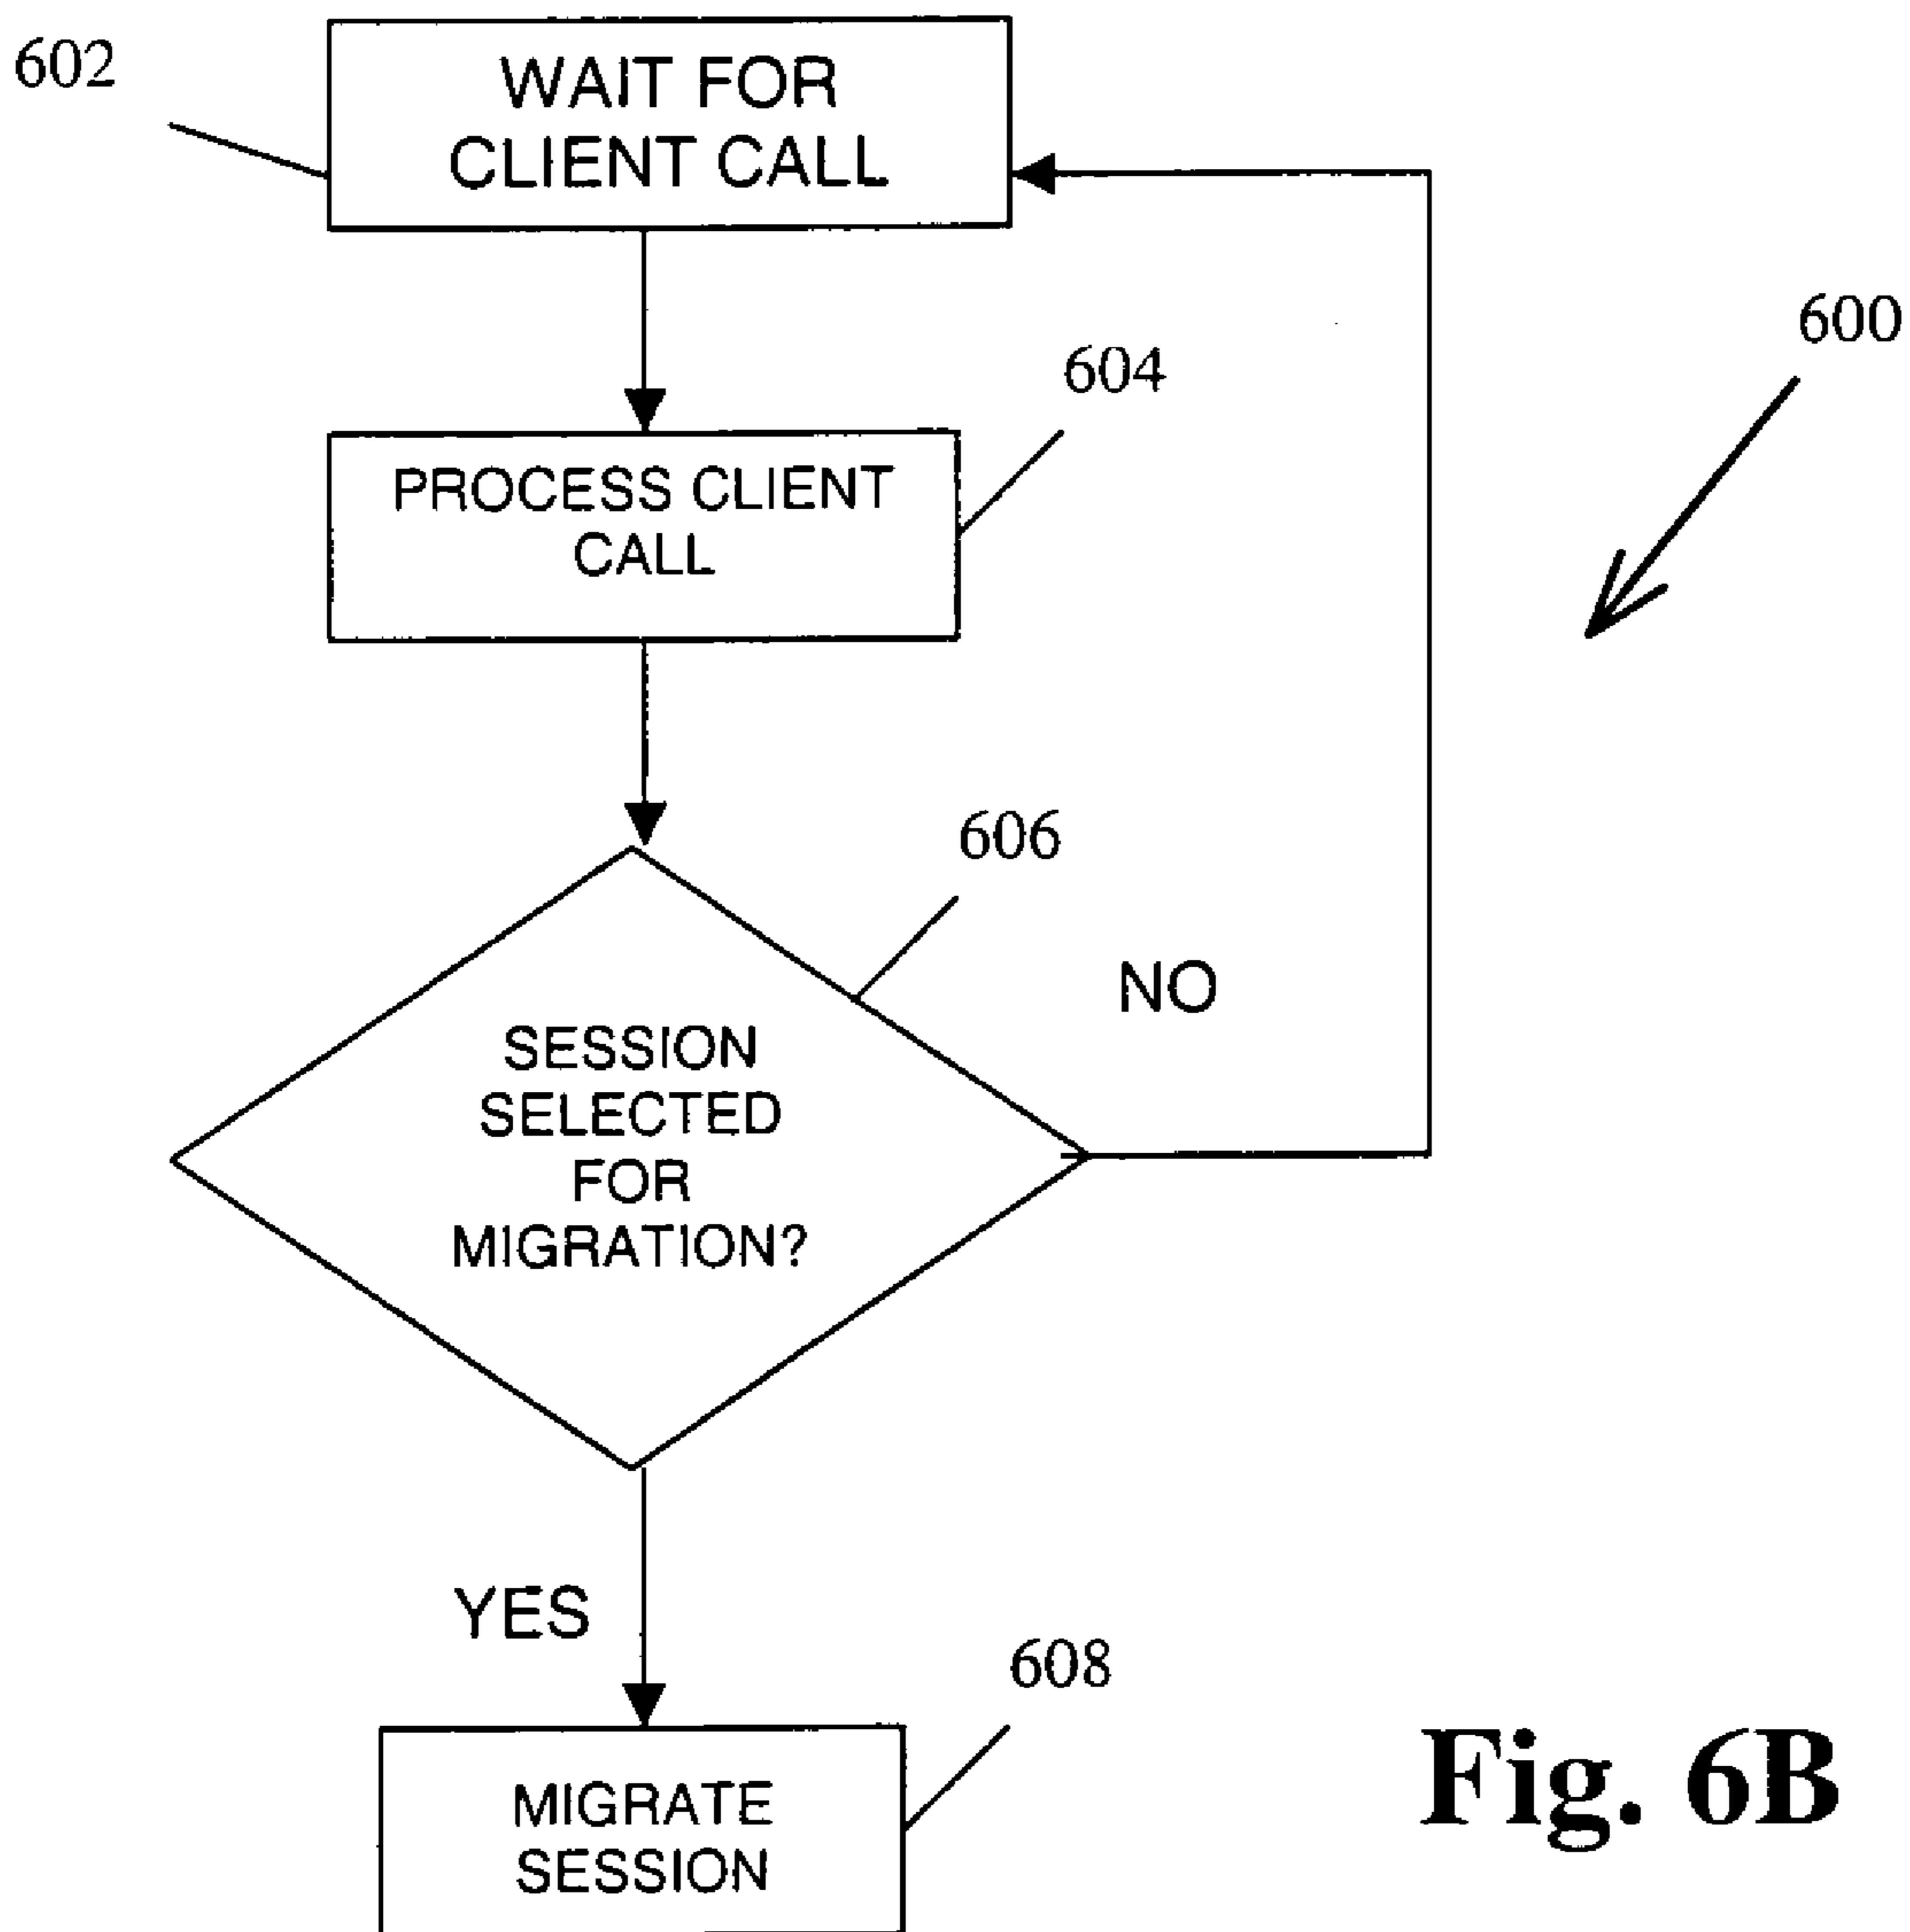 602
WAIT FOR
CLIENT CALL
600
604
PROCESS CLIENT
CALL
606
NO
SESSION
SELECTED
FOR
MIGRATION?
YES
608
MIGRATE
SESSION
Fig. 6B